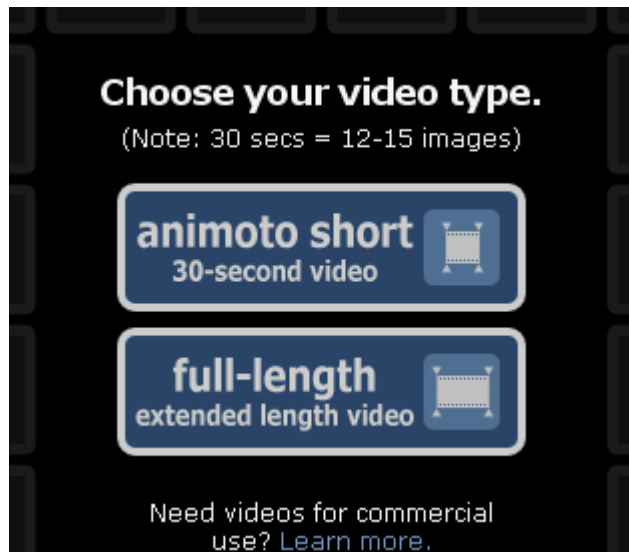 Choose your video type.
(Note: 30 secs = 12-15 images)
animoto short
30-second video
full-length
extended length video
Need videos for commercial
use? Learn more.